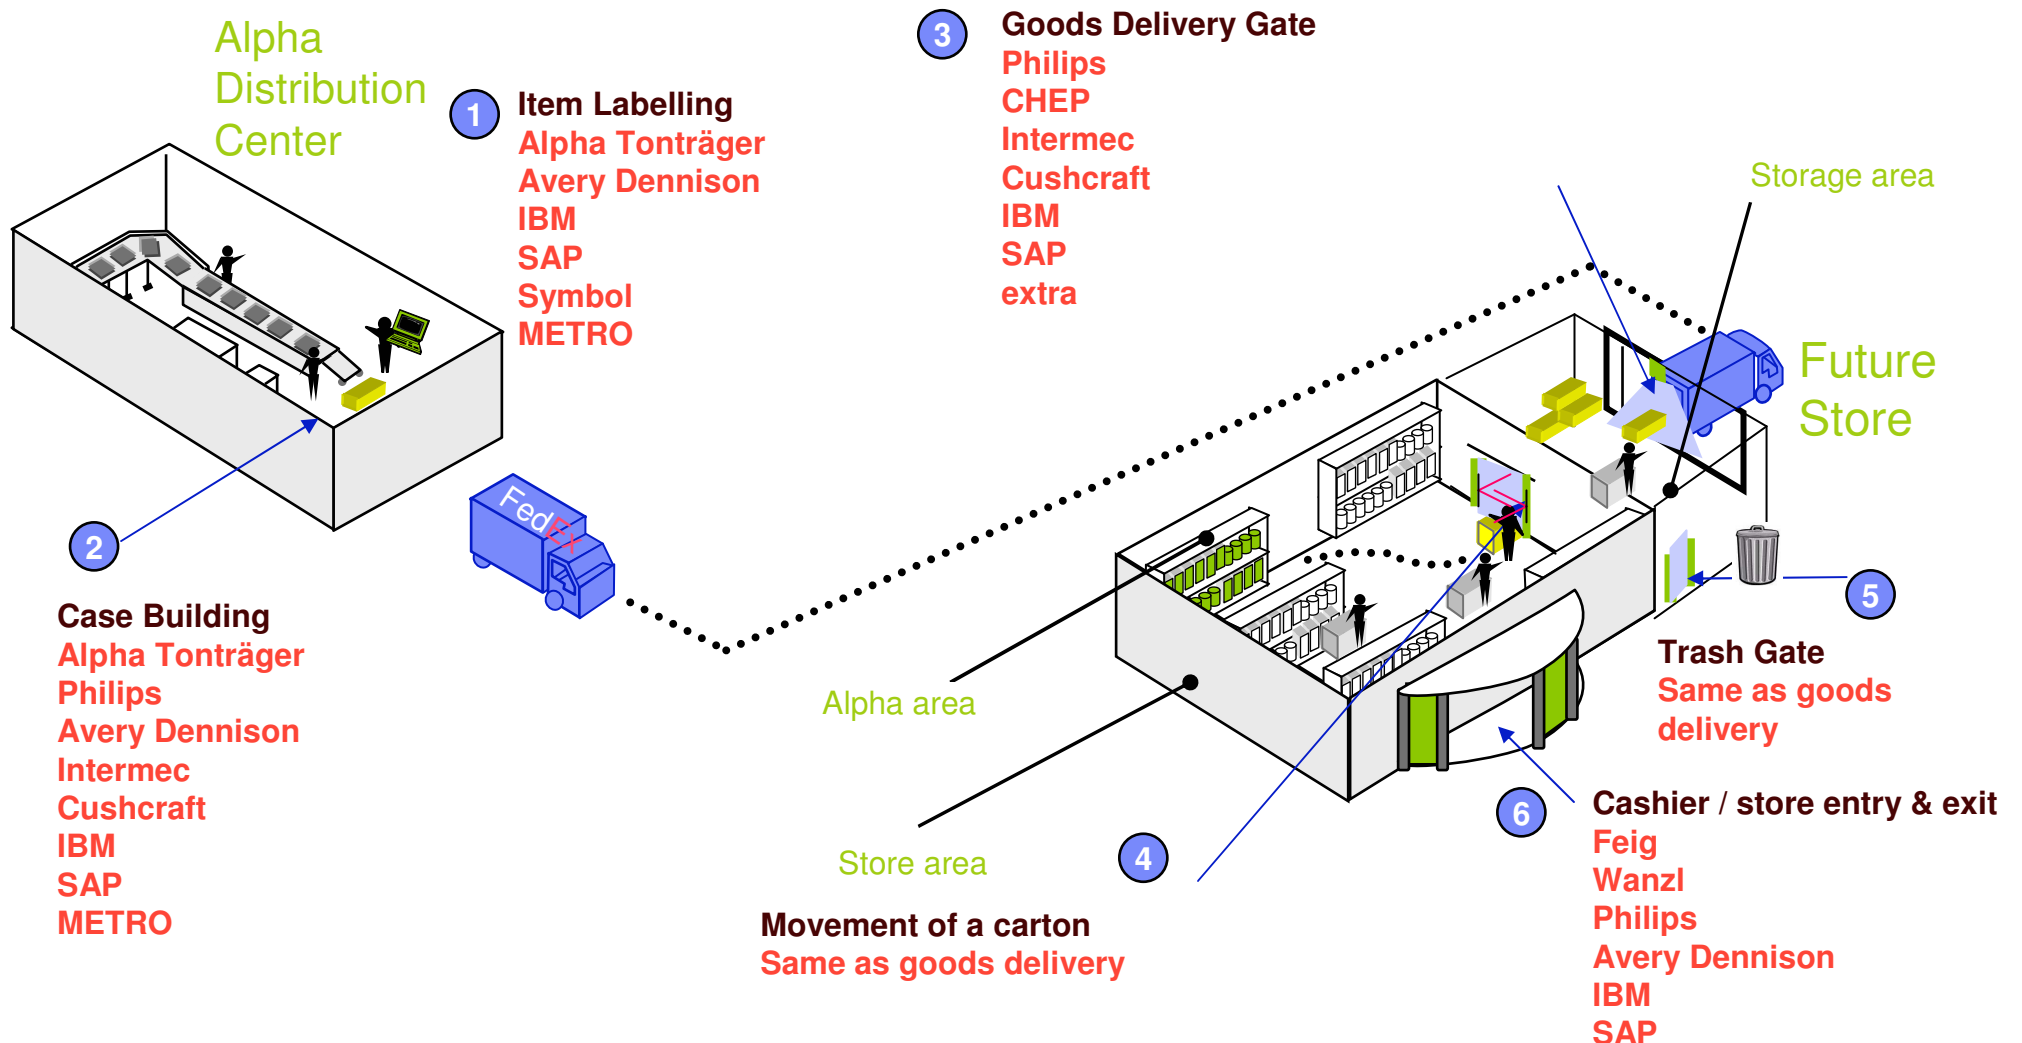 Alpha
Distribution
Center
1
Item Labelling
Alpha Tonträger
Avery Dennison
IBM
SAP
Symbol
METRO
3
Goods Delivery Gate
Philips
CHEP
Intermec
Cushcraft
IBM
SAP
extra
Storage area
Future
Store
FedEx
2
Case Building
Alpha Tonträger
Philips
Avery Dennison
Intermec
Cushcraft
IBM
SAP
METRO
Alpha area
Store area
4
Movement of a carton
Same as goods delivery
5
Trash Gate
Same as goods
delivery
6
Cashier / store entry & exit
Feig
Wanzl
Philips
Avery Dennison
IBM
SAP